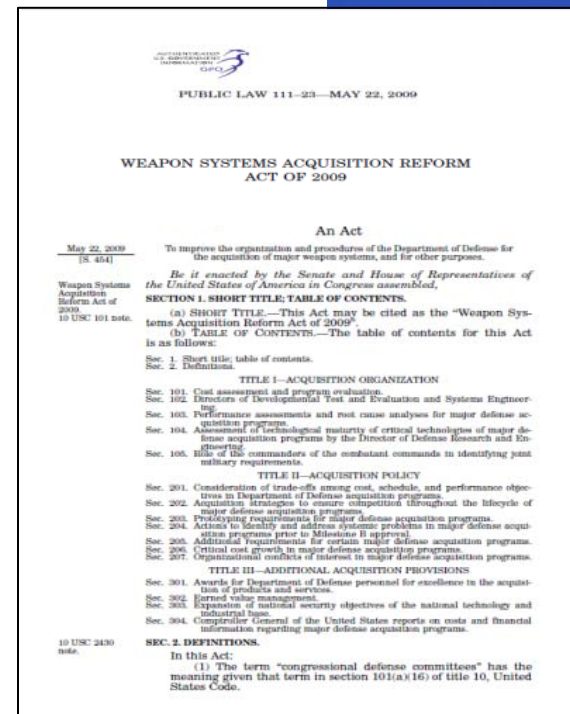 AUTHENTICATED
U.S. GOVERNMENT
INFORMATION
GPO
PUBLIC LAW 111–23—MAY 22, 2009
WEAPON SYSTEMS ACQUISITION REFORM
ACT OF 2009
An Act
May 22, 2009
[S. 454]
To improve the organization and procedures of the Department of Defense for
the acquisition of major weapon systems, and for other purposes.
Weapon Systems
Acquisition
Reform Act of
2009.
10 USC 101 note.
Be it enacted by the Senate and House of Representatives of
the United States of America in Congress assembled,
SECTION 1. SHORT TITLE; TABLE OF CONTENTS.
(a) SHORT TITLE.—This Act may be cited as the “Weapon Sys-
tems Acquisition Reform Act of 2009”.
(b) TABLE OF CONTENTS.—The table of contents for this Act
is as follows:
Sec. 1. Short title; table of contents.
Sec. 2. Definitions.
TITLE I—ACQUISITION ORGANIZATION
Sec. 101. Cost assessment and program evaluation.
Sec. 102. Directors of Developmental Test and Evaluation and Systems Engineer-
ing.
Sec. 103. Performance assessments and root cause analyses for major defense ac-
quisition programs.
Sec. 104. Assessment of technological maturity of critical technologies of major de-
fense acquisition programs by the Director of Defense Research and En-
gineering.
Sec. 105. Role of the commanders of the combatant commands in identifying joint
military requirements.
TITLE II—ACQUISITION POLICY
Sec. 201. Consideration of trade-offs among cost, schedule, and performance objec-
tives in Department of Defense acquisition programs.
Sec. 202. Acquisition strategies to ensure competition throughout the lifecycle of
major defense acquisition programs.
Sec. 203. Prototyping requirements for major defense acquisition programs.
Sec. 204. Actions to identify and address systemic problems in major defense acqui-
sition programs prior to Milestone B approval.
Sec. 205. Additional requirements for certain major defense acquisition programs.
Sec. 206. Critical cost growth in major defense acquisition programs.
Sec. 207. Organizational conflicts of interest in major defense acquisition programs.
TITLE III—ADDITIONAL ACQUISITION PROVISIONS
Sec. 301. Awards for Department of Defense personnel for excellence in the acquisi-
tion of products and services.
Sec. 302. Earned value management.
Sec. 303. Expansion of national security objectives of the national technology and
industrial base.
Sec. 304. Comptroller General of the United States reports on costs and financial
information regarding major defense acquisition programs.
10 USC 2430
note.
SEC. 2. DEFINITIONS.
In this Act:
(1) The term “congressional defense committees” has the
meaning given that term in section 101(a)(16) of title 10, United
States Code.